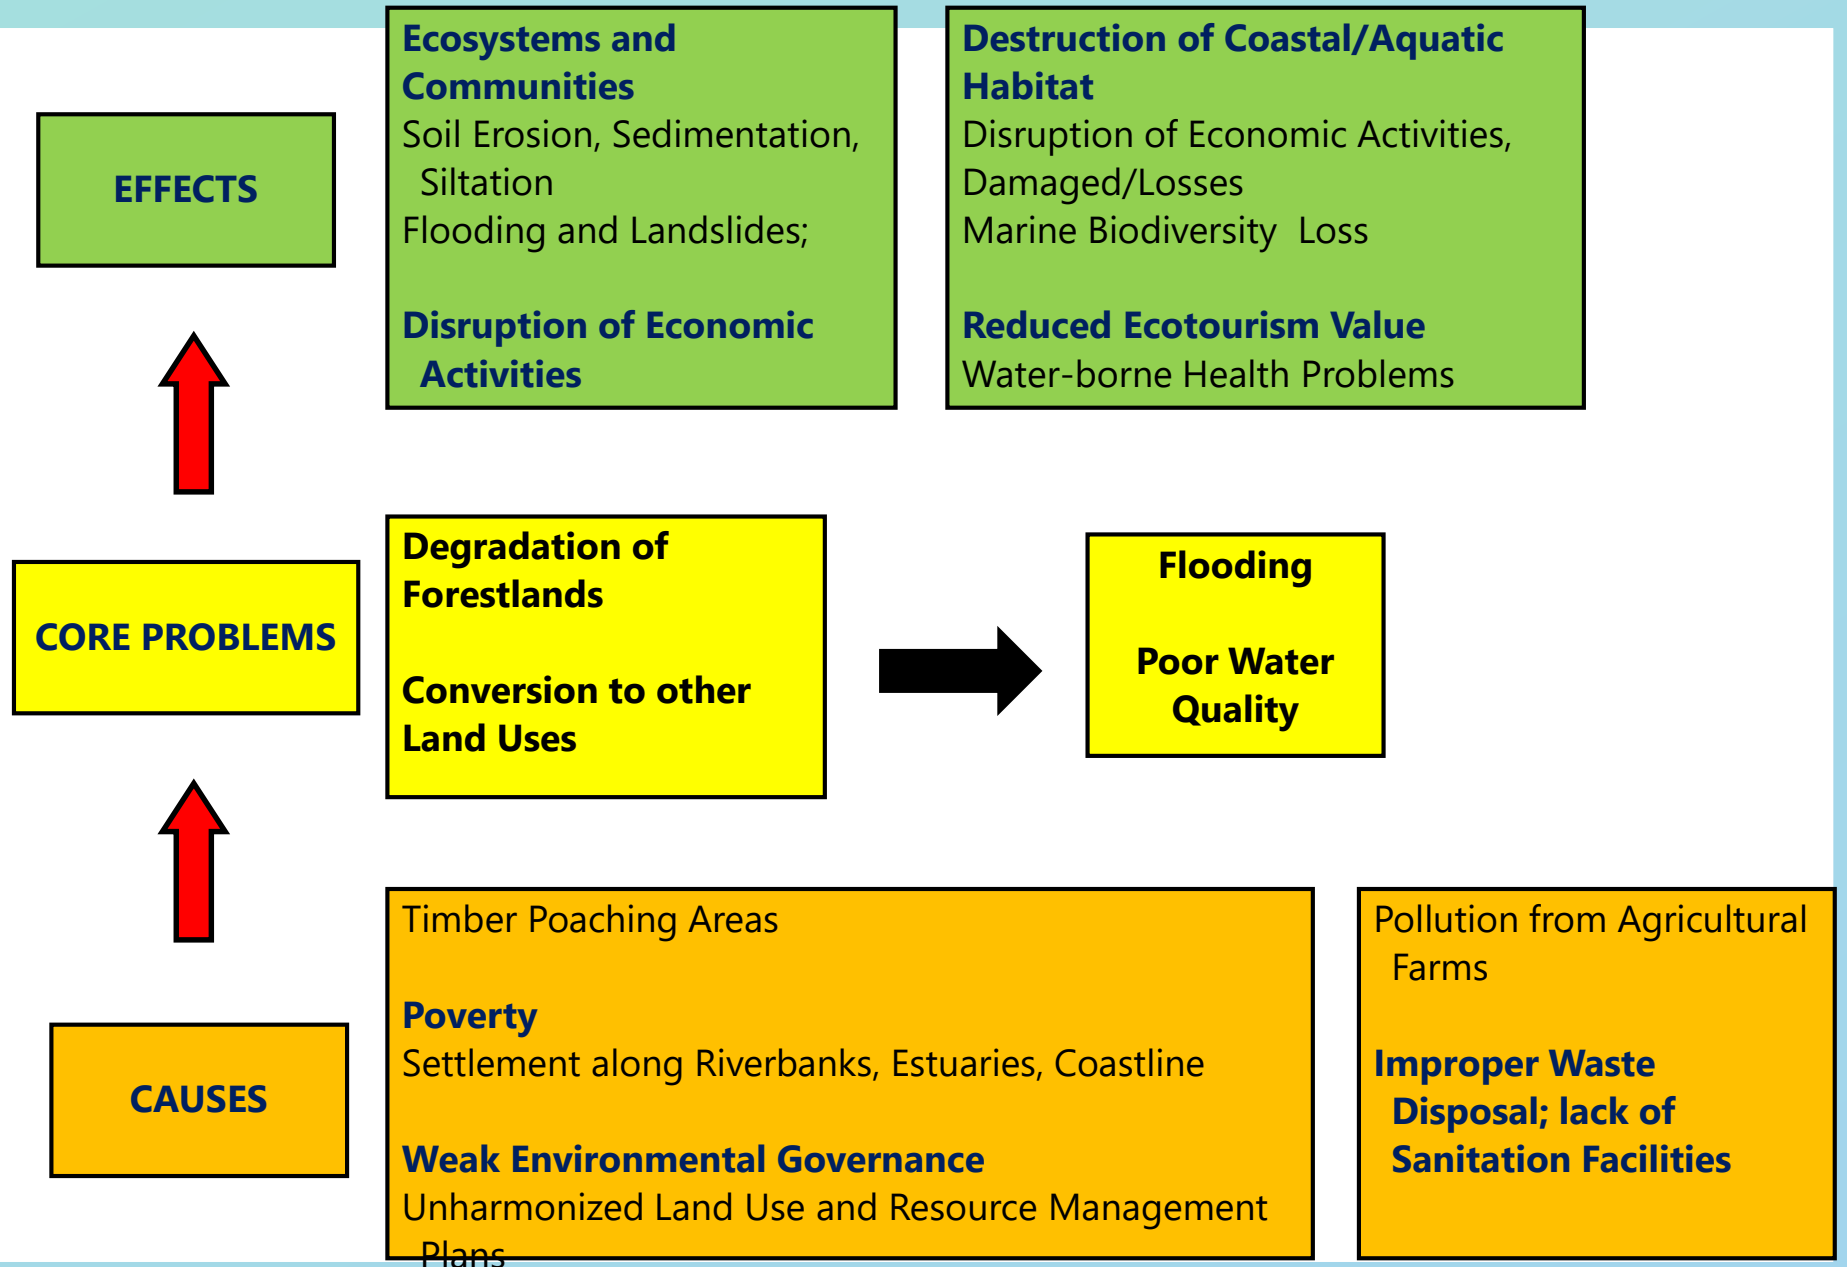 EFFECTS
Ecosystems and
Communities
Soil Erosion, Sedimentation,
Siltation
Flooding and Landslides;
Disruption of Economic
Activities
Destruction of Coastal/Aquatic
Habitat
Disruption of Economic Activities,
Damaged/Losses
Marine Biodiversity Loss
Reduced Ecotourism Value
Water-borne Health Problems
CORE PROBLEMS
Degradation of
Forestlands
Conversion to other
Land Uses
Flooding
Poor Water
Quality
CAUSES
Timber Poaching Areas
Poverty
Settlement along Riverbanks, Estuaries, Coastline
Weak Environmental Governance
Unharmonized Land Use and Resource Management
Plans
Pollution from Agricultural
Farms
Improper Waste
Disposal; lack of
Sanitation Facilities